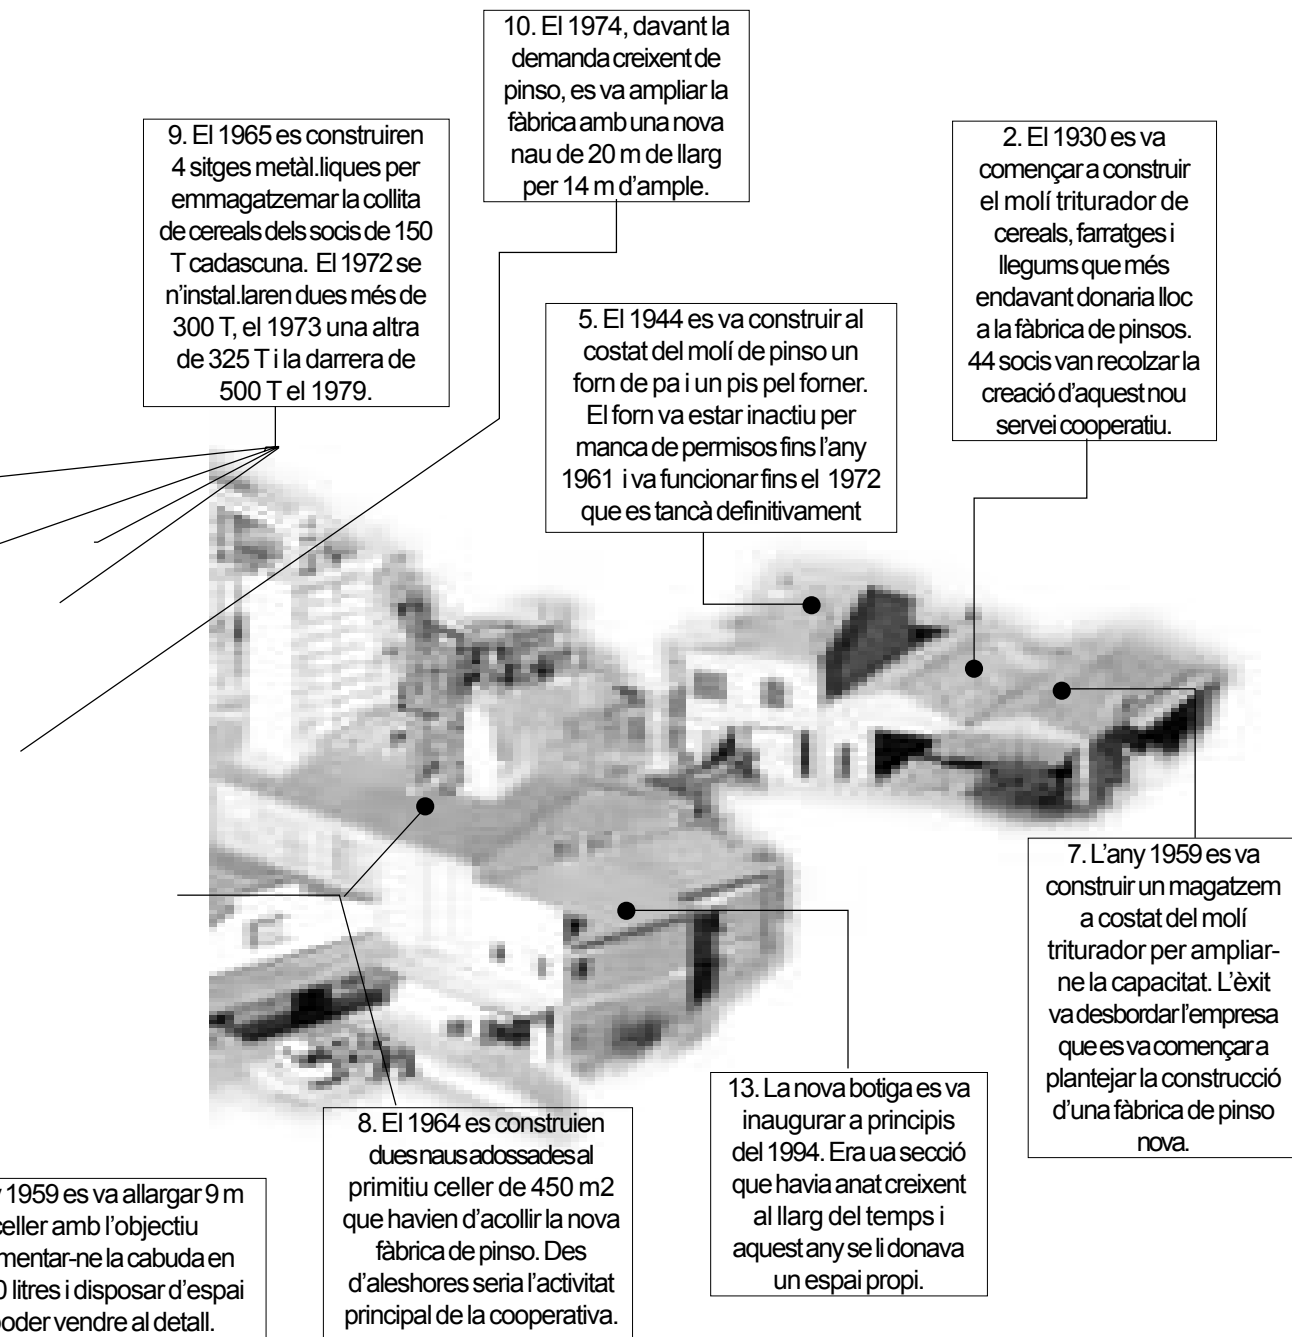 10. El 1974, davant la
demanda creixent de
pinso, es va ampliar la
fàbrica amb una nova
nau de 20 m de llarg
per 14 m d'ample.
9. El 1965 es construiren
4 sitges metàl.liques per
emmagatzemar la collita
de cereals dels socis de 150
T cadascuna. El 1972 se
n'instal.laren dues més de
300 T, el 1973 una altra
de 325 T i la darrera de
500 T el 1979.
2. El 1930 es va
començar a construir
el molí triturador de
cereals, farratges i
llegums que més
endavant donaria lloc
a la fàbrica de pinsos.
44 socis van recolzar la
creació d'aquest nou
servei cooperatiu.
5. El 1944 es va construir al
costat del molí de pinso un
forn de pa i un pis pel forner.
El forn va estar inactiu per
manca de permisos fins l'any
1961 i va funcionar fins el 1972
que es tancà definitivament
7. L'any 1959 es va
construir un magatzem
a costat del molí
triturador per ampliar-
ne la capacitat. L'èxit
va desbordar l'empresa
que es va començar a
plantejar la construcció
d'una fàbrica de pinso
nova.
13. La nova botiga es va
inaugurar a principis
del 1994. Era ua secció
que havia anat creixent
al llarg del temps i
aquest any se li donava
un espai propi.
8. El 1964 es construien
dues naus adossades al
primitiu celler de 450 m2
que havien d'acollir la nova
fàbrica de pinso. Des
d'aleshores seria l'activitat
principal de la cooperativa.
1959 es va allargar 9 m
celler amb l'objectiu
mentar-ne la cabuda en
0 litres i disposar d'espai
poder vendre al detall.